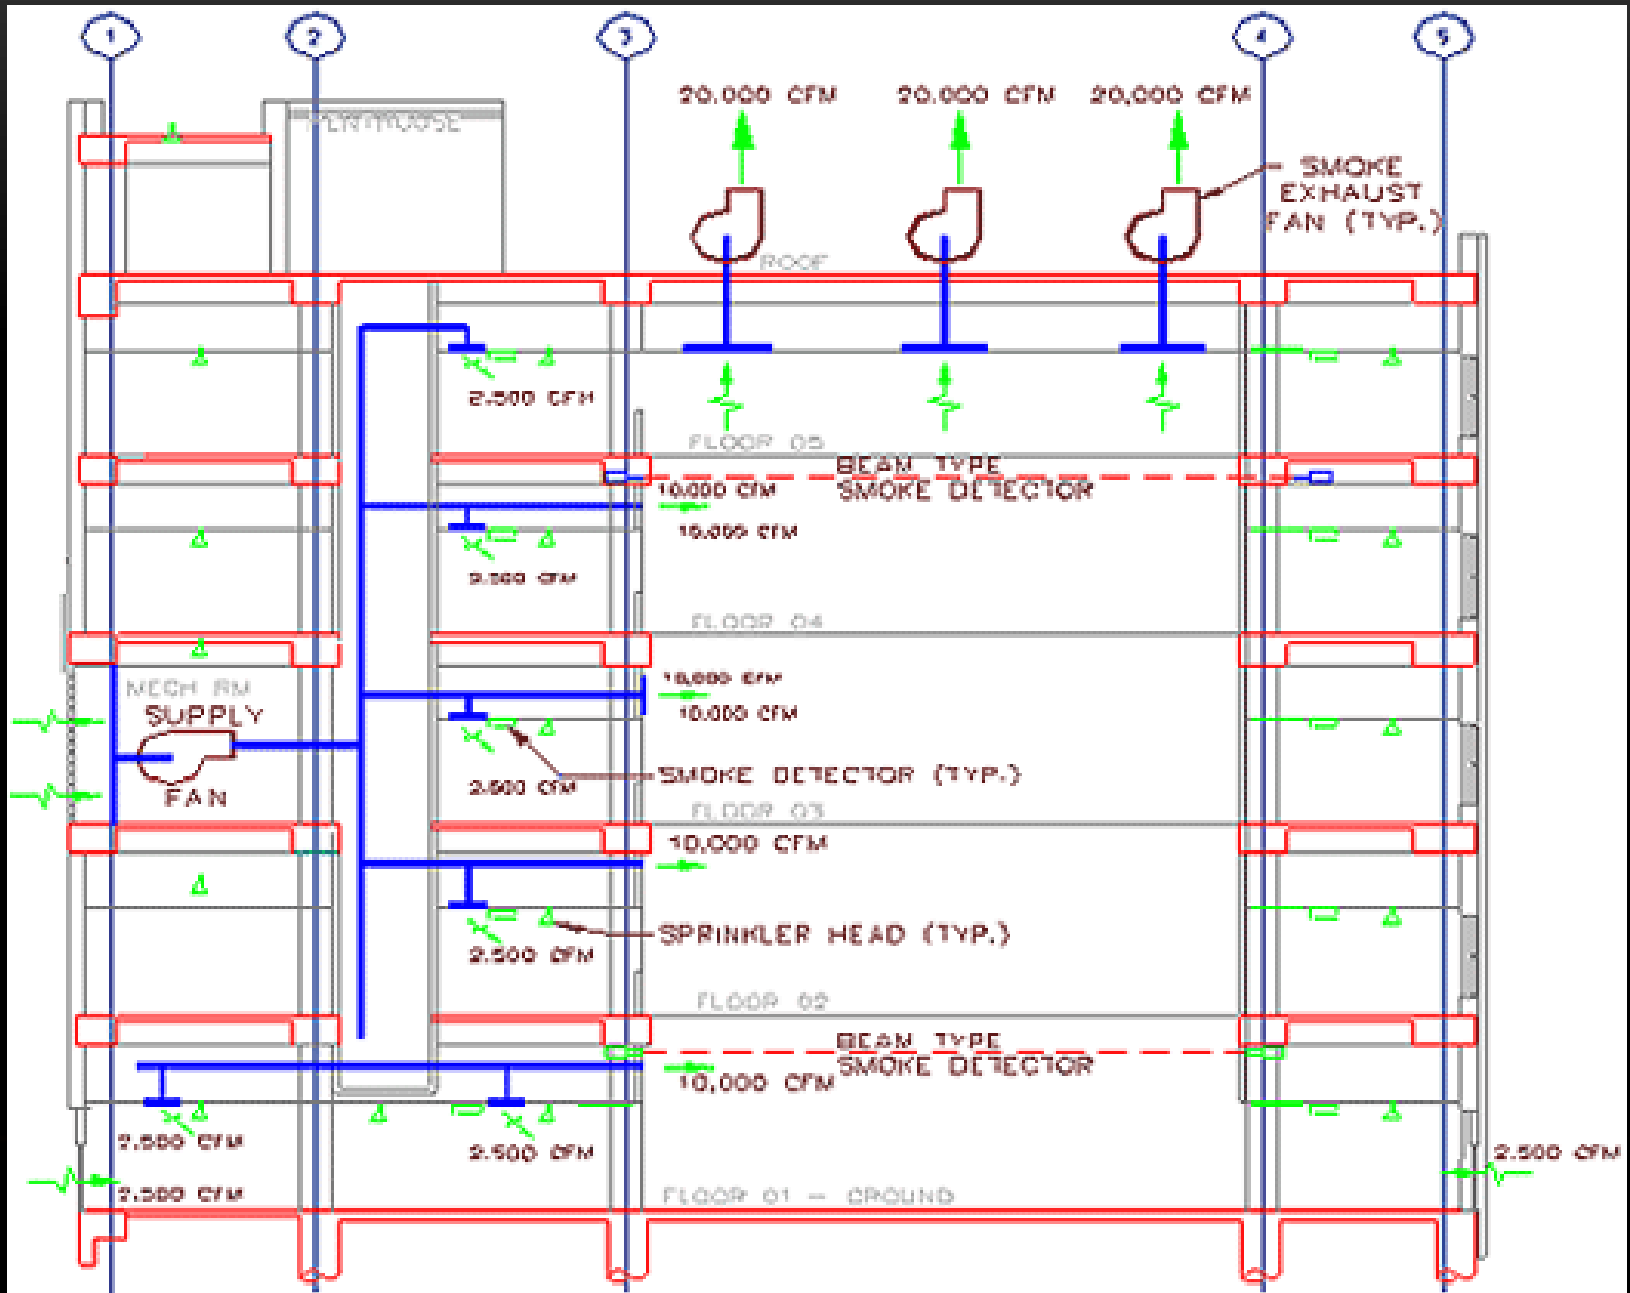 1
2
3
4
5
20,000 CFM
20,000 CFM
20,000 CFM
PENTHOUSE
SMOKE
EXHAUST
FAN (TYP.)
ROOF
2,500 CFM
FLOOR 05
BEAM TYPE
SMOKE DETECTOR
10,000 CFM
10,000 CFM
2,500 CFM
FLOOR 04
MECH RM
SUPPLY
FAN
10,000 CFM
10,000 CFM
SMOKE DETECTOR (TYP.)
2,500 CFM
FLOOR 03
10,000 CFM
SPRINKLER HEAD (TYP.)
2,500 CFM
FLOOR 02
BEAM TYPE
SMOKE DETECTOR
10,000 CFM
2,500 CFM
2,500 CFM
2,500 CFM
2,500 CFM
FLOOR 01 - GROUND